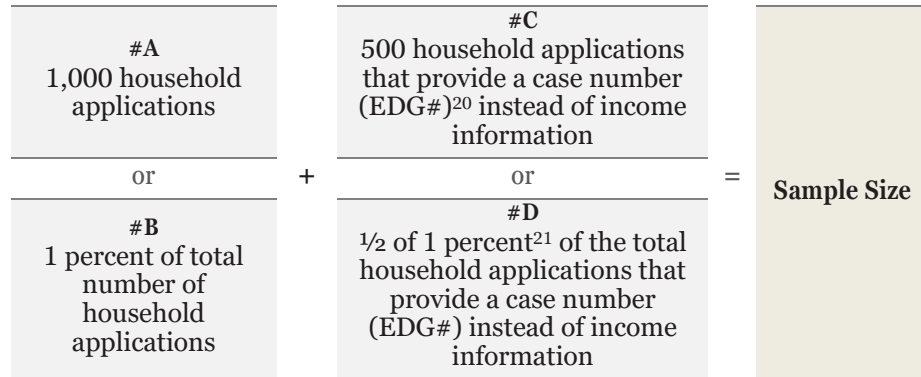 #A
1,000 household
applications
or
#B
1 percent of total
number of
household
applications
+
#C
500 household applications
that provide a case number
(EDG#)20 instead of income
information
or
#D
½ of 1 percent21 of the total
household applications that
provide a case number
(EDG#) instead of income
information
=
Sample Size